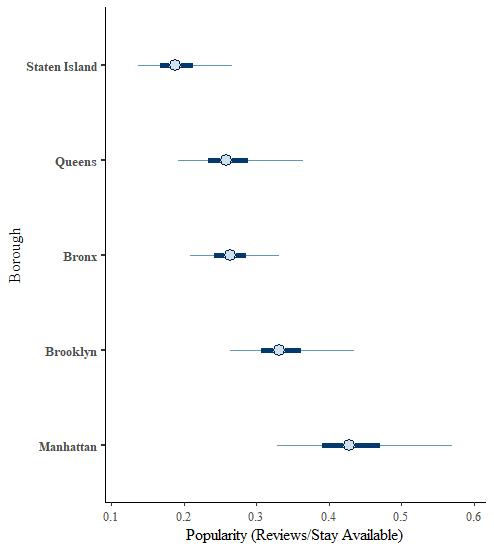 Staten Island
Queens
Bronx
Brooklyn
Manhattan
Borough
0.1 0.2 0.3 0.4 0.5 0.6
Popularity (Reviews/Stay Available)